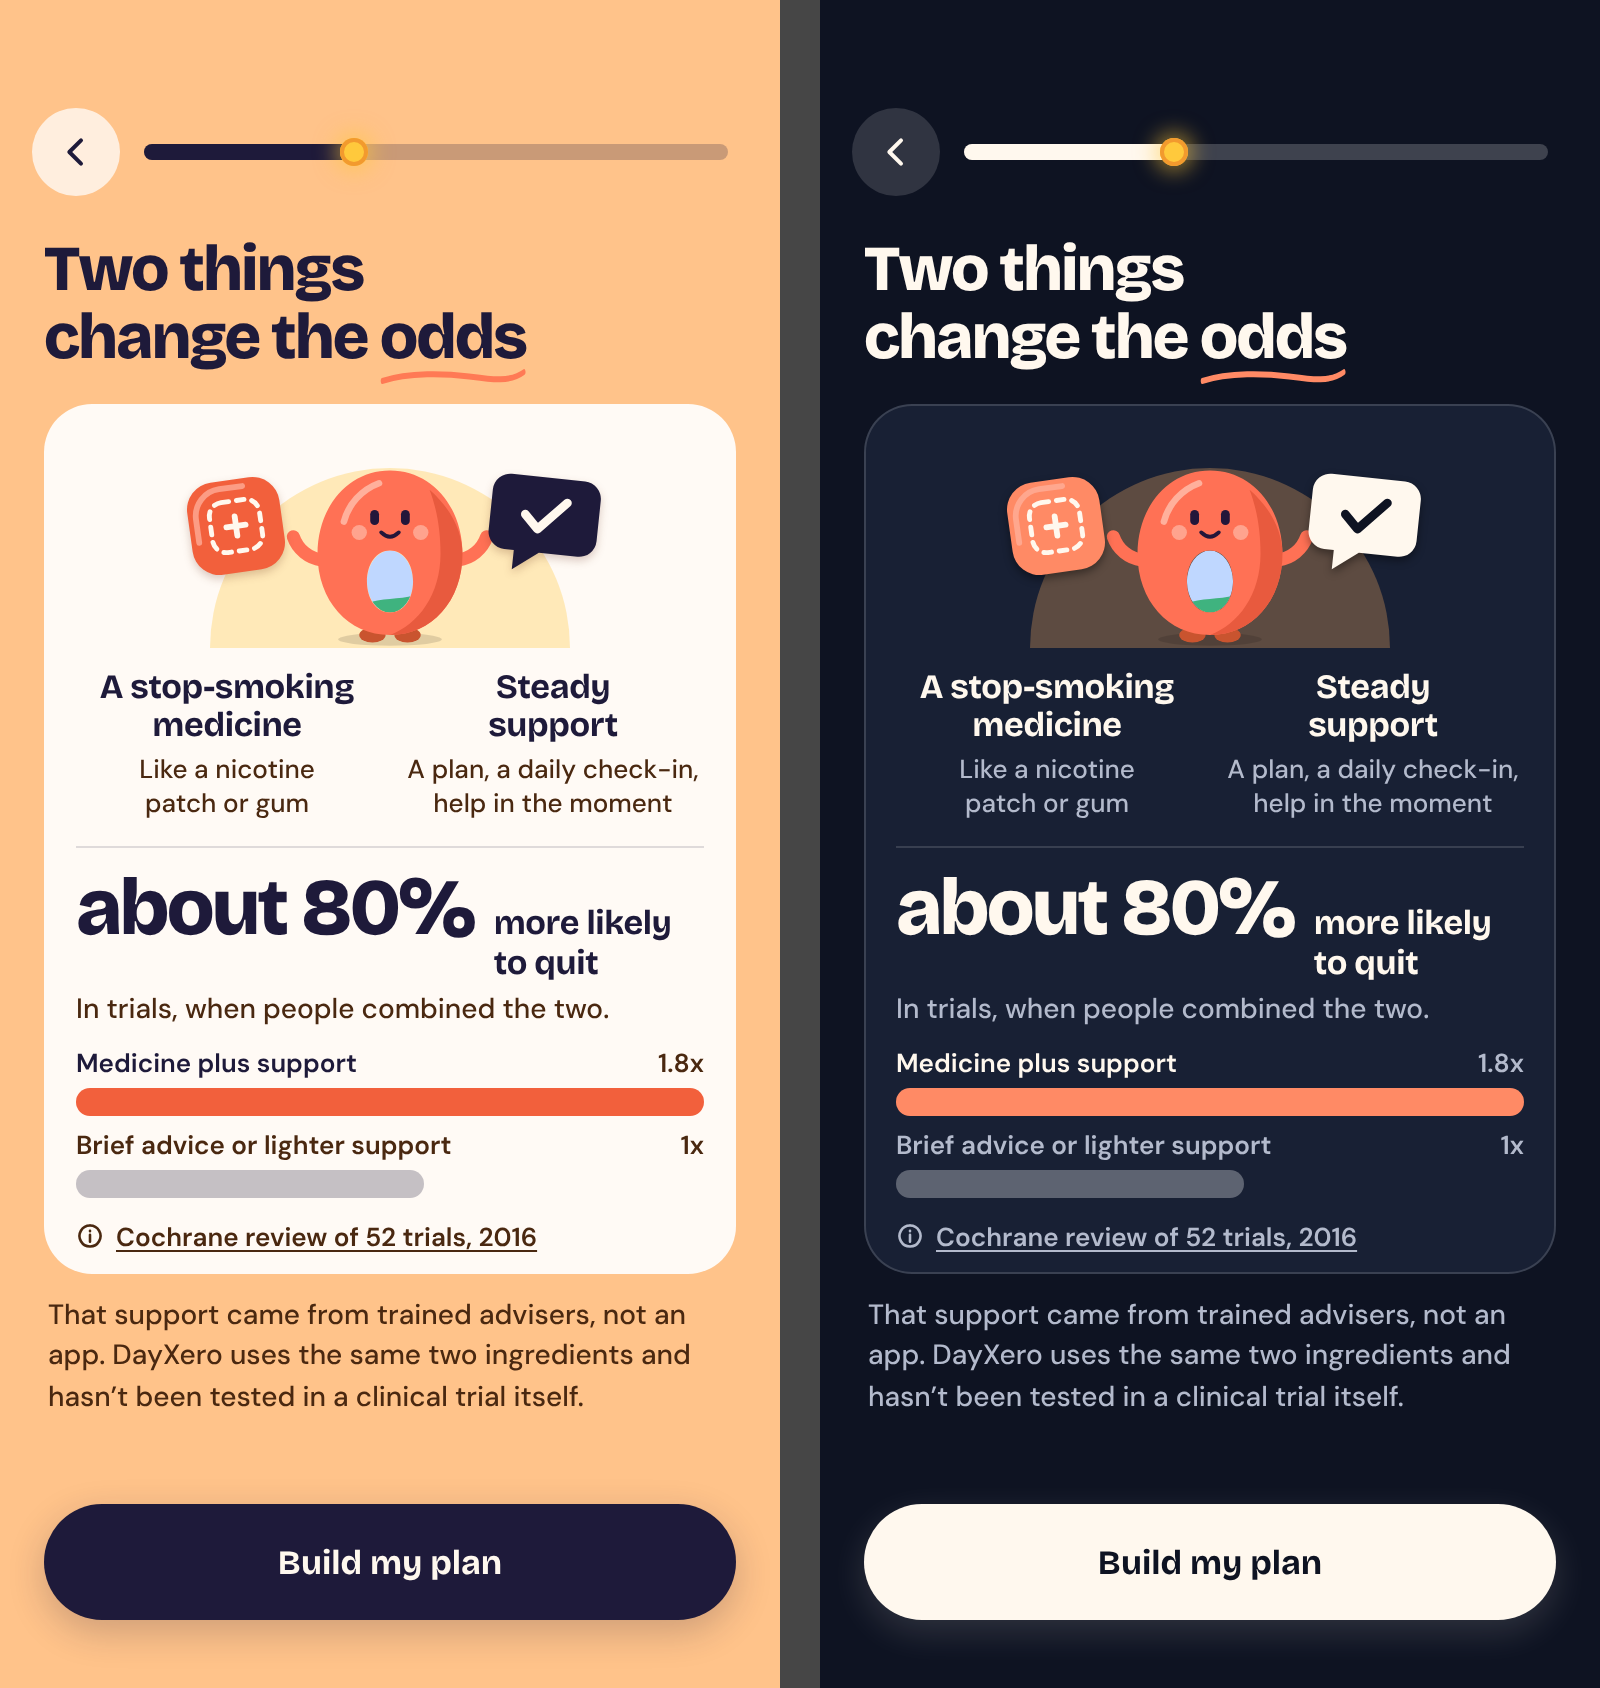 Two things
change the odds
A stop-smoking
medicine
Like a nicotine
patch or gum
Steady
support
A plan, a daily check-in,
help in the moment
about 80% more likely
to quit
In trials, when people combined the two.
Medicine plus support 1.8x
Brief advice or lighter support 1x
Cochrane review of 52 trials, 2016
That support came from trained advisers, not an
app. DayXero uses the same two ingredients and
hasn’t been tested in a clinical trial itself.
Build my plan
Two things
change the odds
A stop-smoking
medicine
Like a nicotine
patch or gum
Steady
support
A plan, a daily check-in,
help in the moment
about 80% more likely
to quit
In trials, when people combined the two.
Medicine plus support 1.8x
Brief advice or lighter support 1x
Cochrane review of 52 trials, 2016
That support came from trained advisers, not an
app. DayXero uses the same two ingredients and
hasn’t been tested in a clinical trial itself.
Build my plan